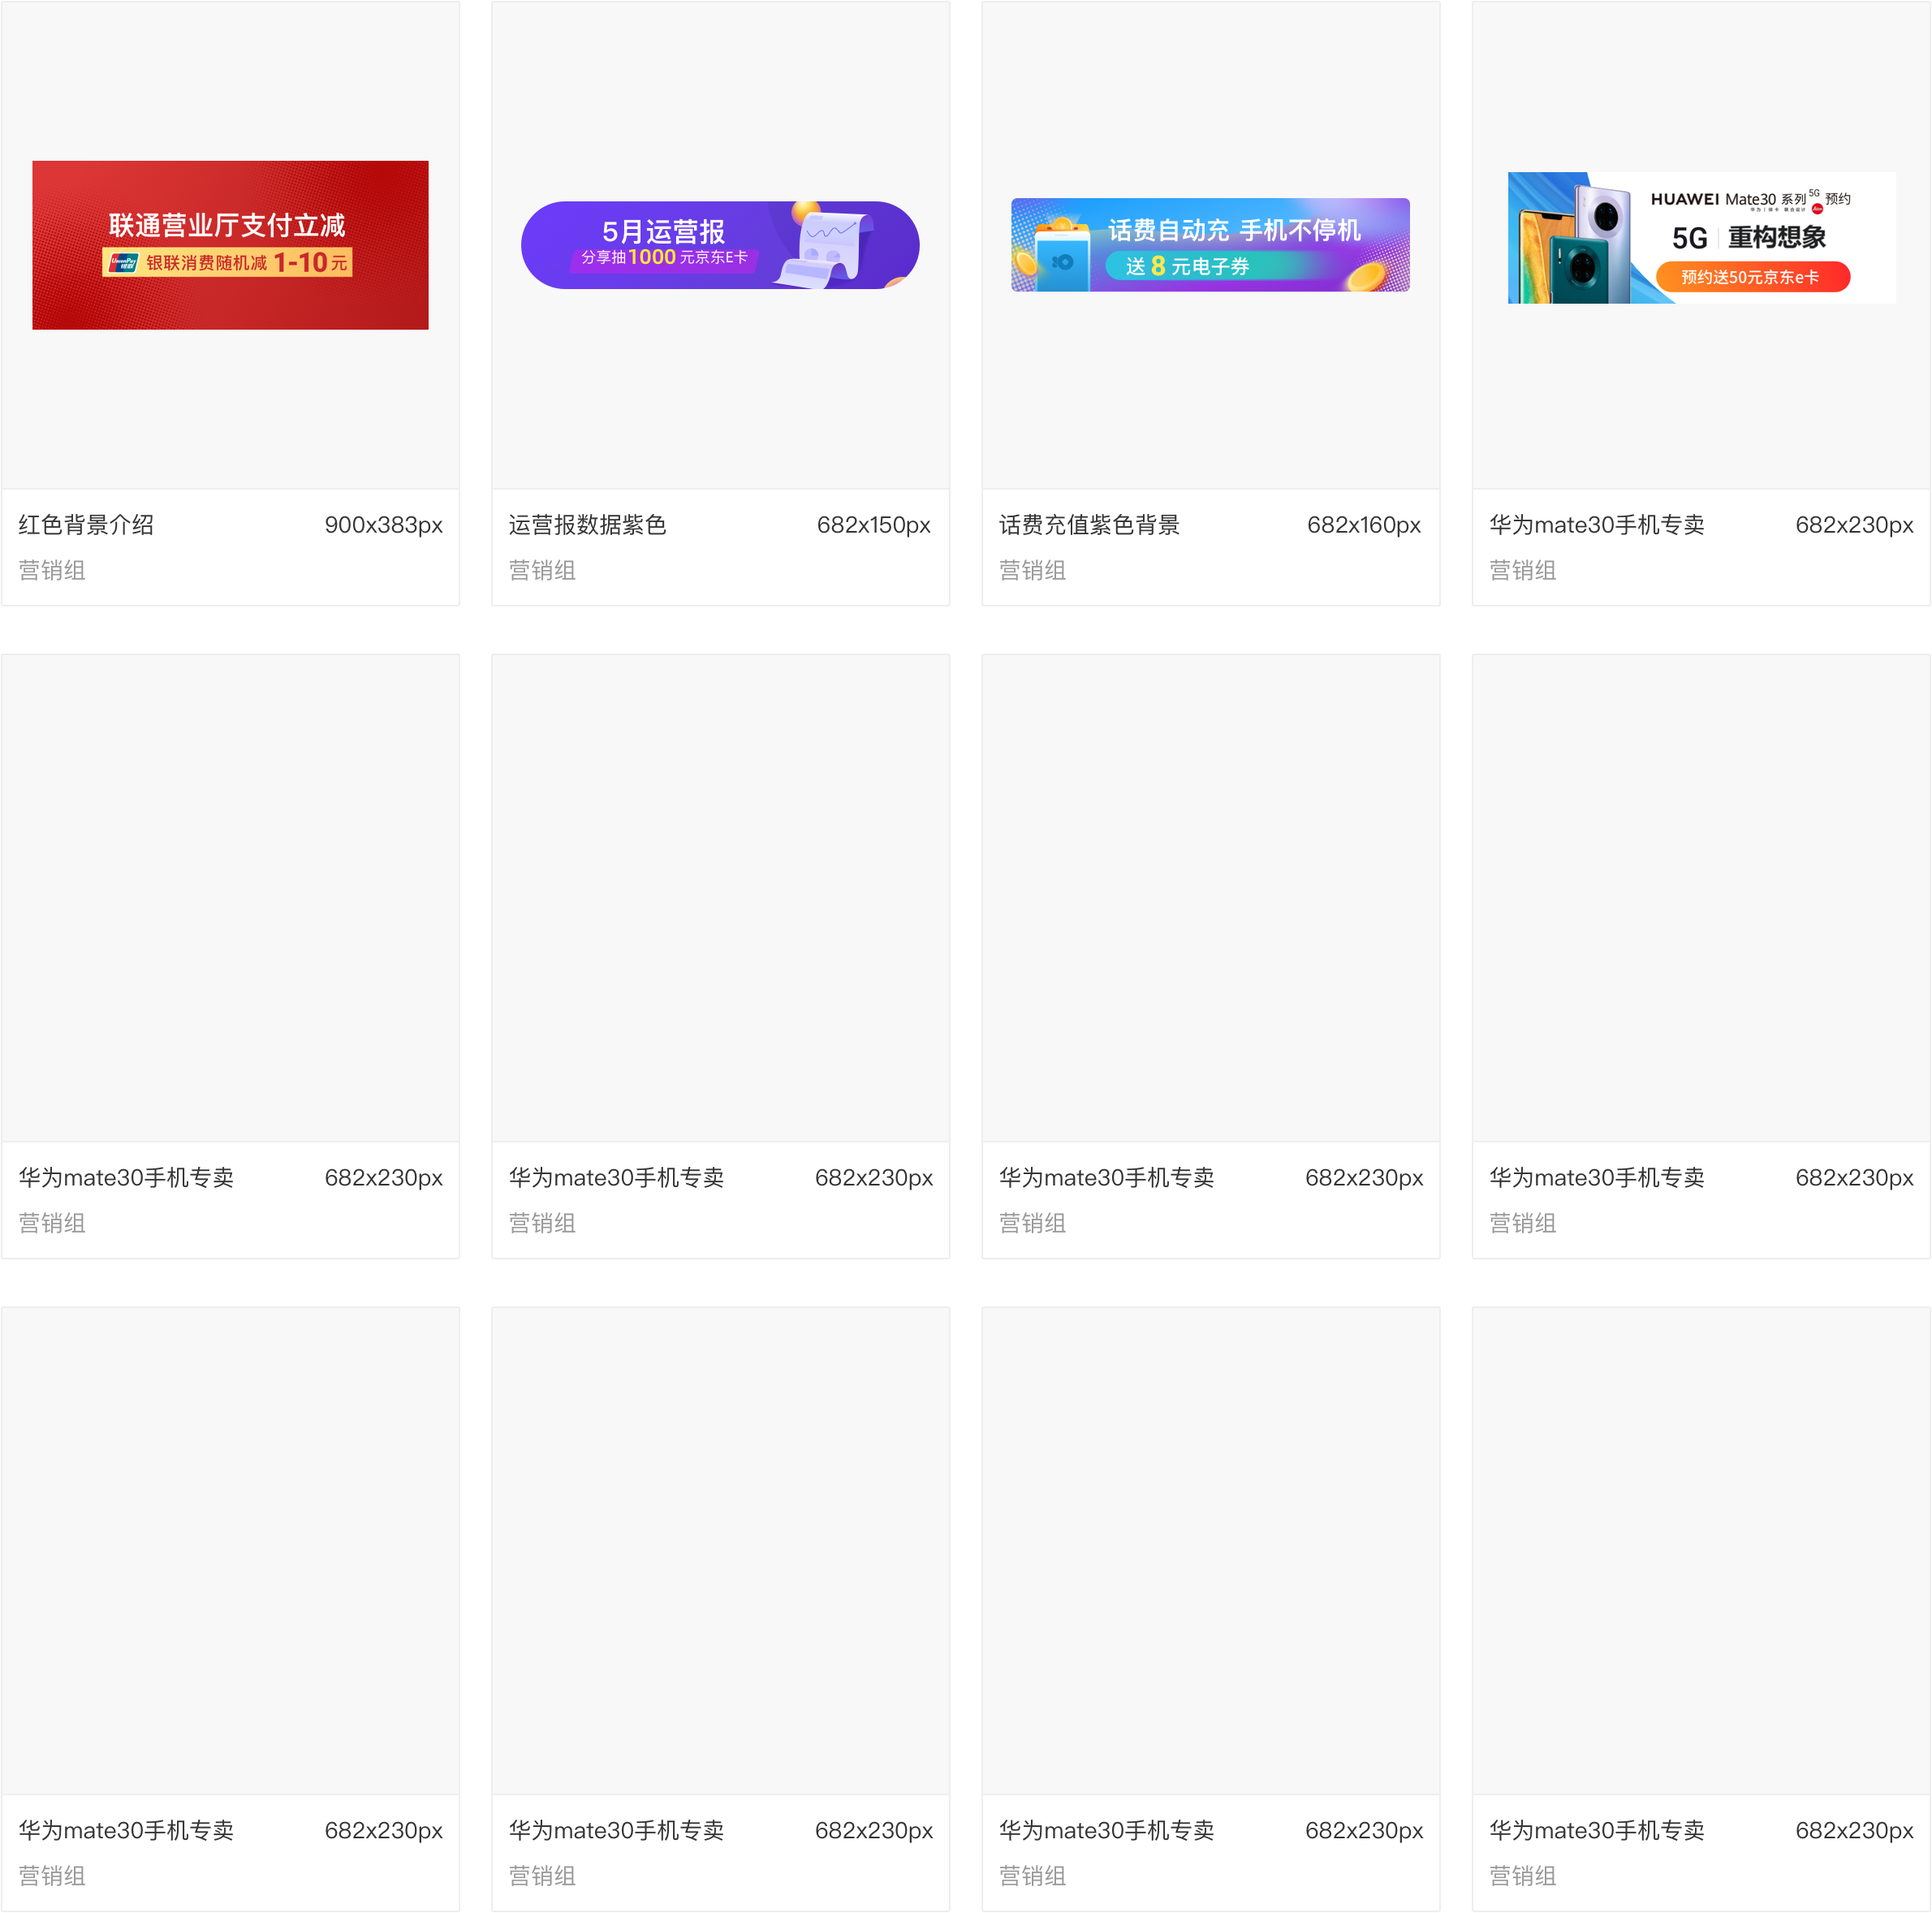 联通营业厅支付立减
UnionPay 银联 银联消费随机减 1-10 元
5月运营报
分享抽1000 元京东E卡
话费自动充 手机不停机
送 8 元电子券
HUAWEI Mate30 系列 5G 预约
5G 重构想象
预约送50元京东e卡
红色背景介绍 900x383px
营销组
运营报数据紫色 682x150px
营销组
话费充值紫色背景 682x160px
营销组
华为mate30手机专卖 682x230px
营销组
华为mate30手机专卖 682x230px
营销组
华为mate30手机专卖 682x230px
营销组
华为mate30手机专卖 682x230px
营销组
华为mate30手机专卖 682x230px
营销组
华为mate30手机专卖 682x230px
营销组
华为mate30手机专卖 682x230px
营销组
华为mate30手机专卖 682x230px
营销组
华为mate30手机专卖 682x230px
营销组